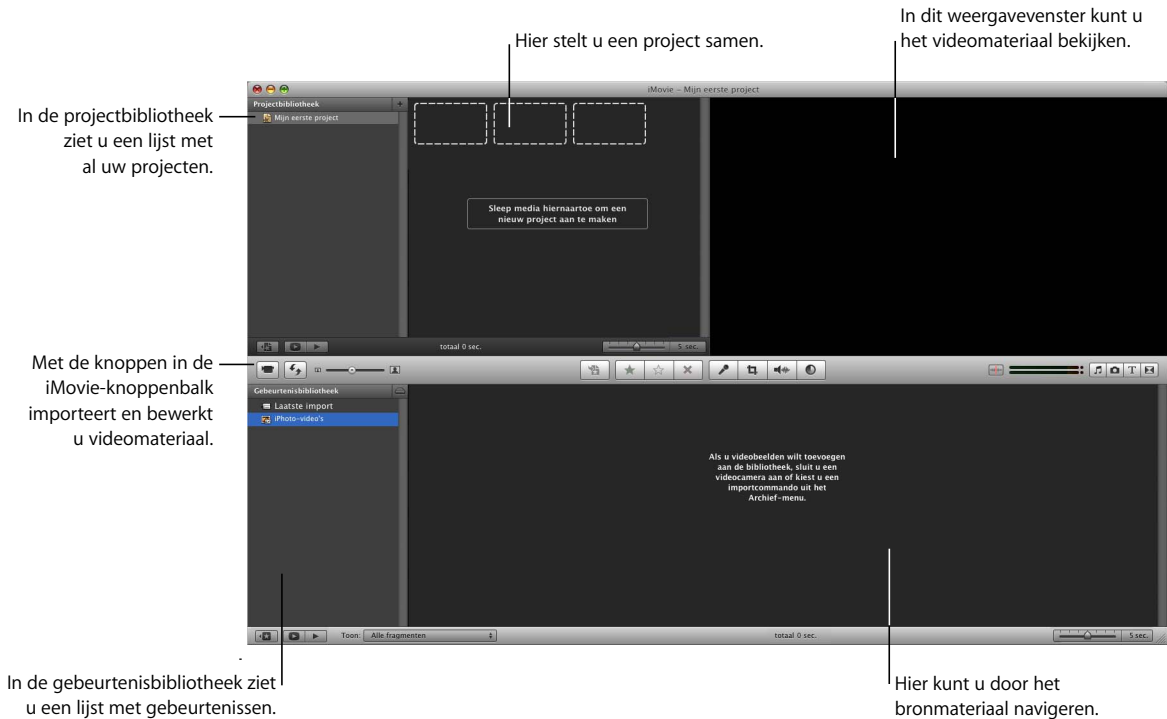 In dit weergavevenster kunt u
het videomateriaal bekijken.
Hier stelt u een project samen.
In de projectbibliotheek
ziet u een lijst met
al uw projecten.
iMovie – Mijn eerste project
Projectbibliotheek
Mijn eerste project
Sleep media hiernaartoe om een
nieuw project aan te maken
totaal 0 sec.
5 sec.
Met de knoppen in de
iMovie-knoppenbalk
importeert en bewerkt
u videomateriaal.
T
Gebeurtenisbibliotheek
Laatste import
iPhoto-video's
Als u videobeelden wilt toevoegen
aan de bibliotheek, sluit u een
videocamera aan of kiest u een
importcommando uit het
Archief-menu.
Toon: Alle fragmenten
totaal 0 sec.
5 sec.
In de gebeurtenisbibliotheek ziet
u een lijst met gebeurtenissen.
Hier kunt u door het
bronmateriaal navigeren.